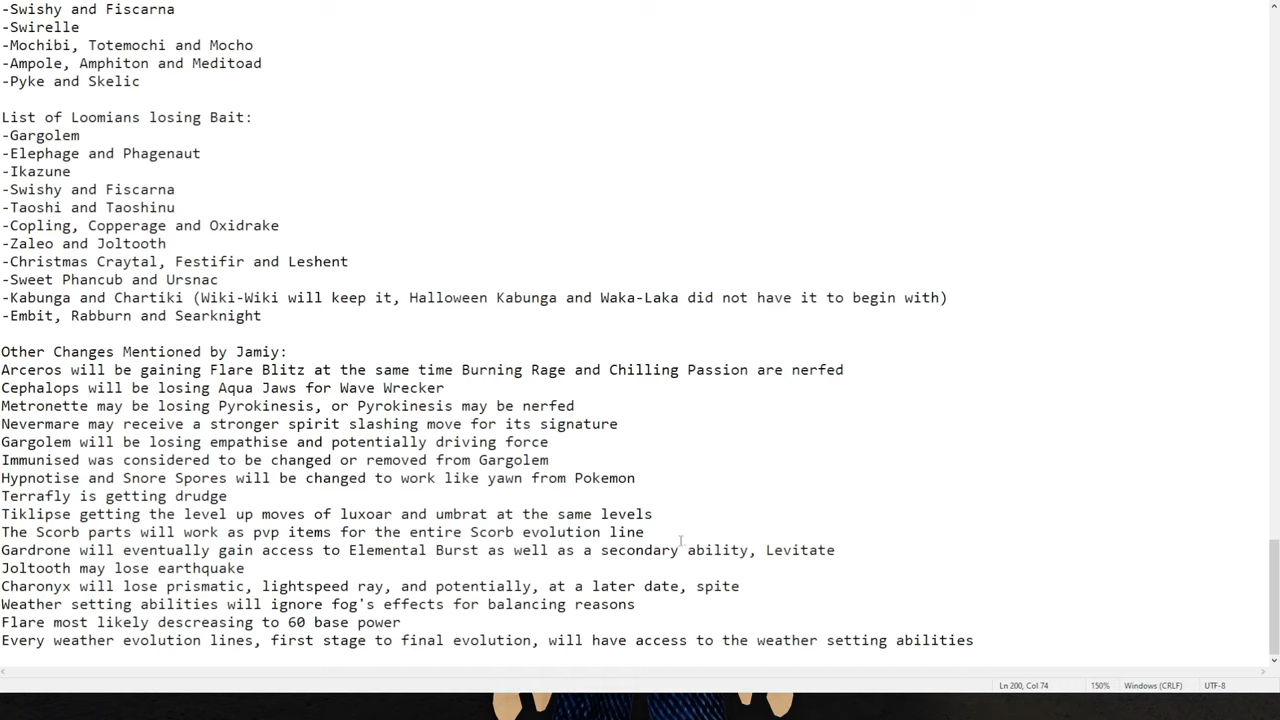 -Swishy and Fiscarna
-Swirelle
-Mochibi, Totemochi and Mocho
-Ampole, Amphiton and Meditoad
-Pyke and Skelic

List of Loomians losing Bait:
-Gargolem
-Elephage and Phagenaut
-Ikazune
-Swishy and Fiscarna
-Taoshi and Taoshinu
-Copling, Copperage and Oxidrake
-Zaleo and Joltooth
-Christmas Craytal, Festifir and Leshent
-Sweet Phancub and Ursnac
-Kabunga and Chartiki (Wiki-Wiki will keep it, Halloween Kabunga and Waka-Laka did not have it to begin with)
-Embit, Rabburn and Searknight

Other Changes Mentioned by Jamiy:
Arceros will be gaining Flare Blitz at the same time Burning Rage and Chilling Passion are nerfed
Cephalops will be losing Aqua Jaws for Wave Wrecker
Metronette may be losing Pyrokinesis, or Pyrokinesis may be nerfed
Nevermare may receive a stronger spirit slashing move for its signature
Gargolem will be losing empathise and potentially driving force
Immunised was considered to be changed or removed from Gargolem
Hypnotise and Snore Spores will be changed to work like yawn from Pokemon
Terrafly is getting drudge
Tiklipse getting the level up moves of luxoar and umbrat at the same levels
The Scorb parts will work as pvp items for the entire Scorb evolution line
Gardrone will eventually gain access to Elemental Burst as well as a secondary ability, Levitate
Joltooth may lose earthquake
Charonyx will lose prismatic, lightspeed ray, and potentially, at a later date, spite
Weather setting abilities will ignore fog's effects for balancing reasons
Flare most likely descreasing to 60 base power
Every weather evolution lines, first stage to final evolution, will have access to the weather setting abilities
Ln 200, Col 74 150% Windows (CRLF) UTF-8